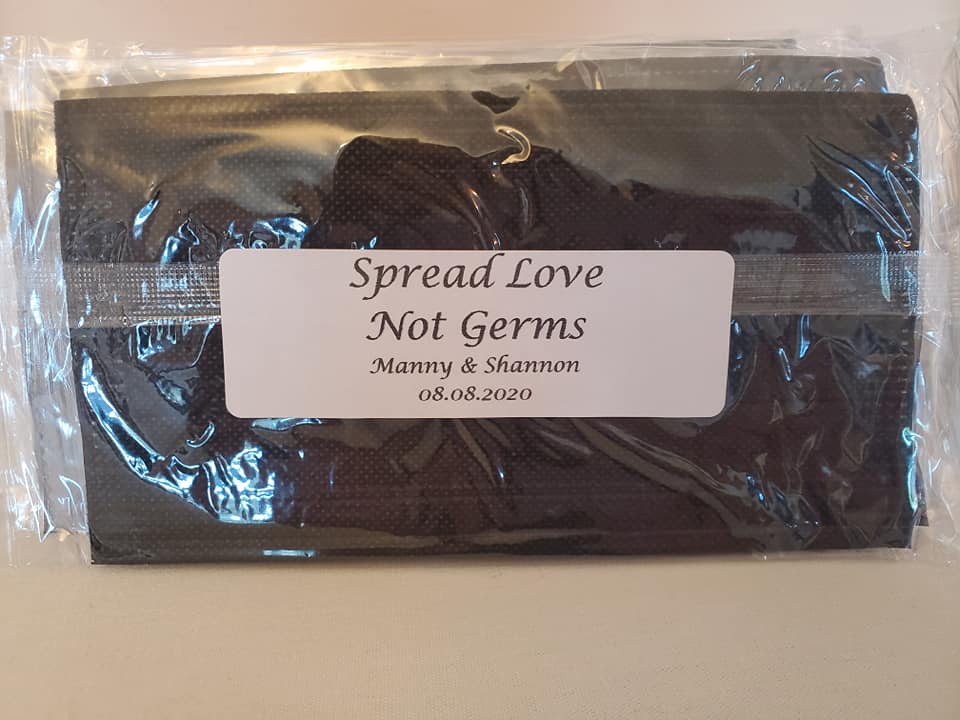 Spread Love
Not Germs
Manny & Shannon
08.08.2020